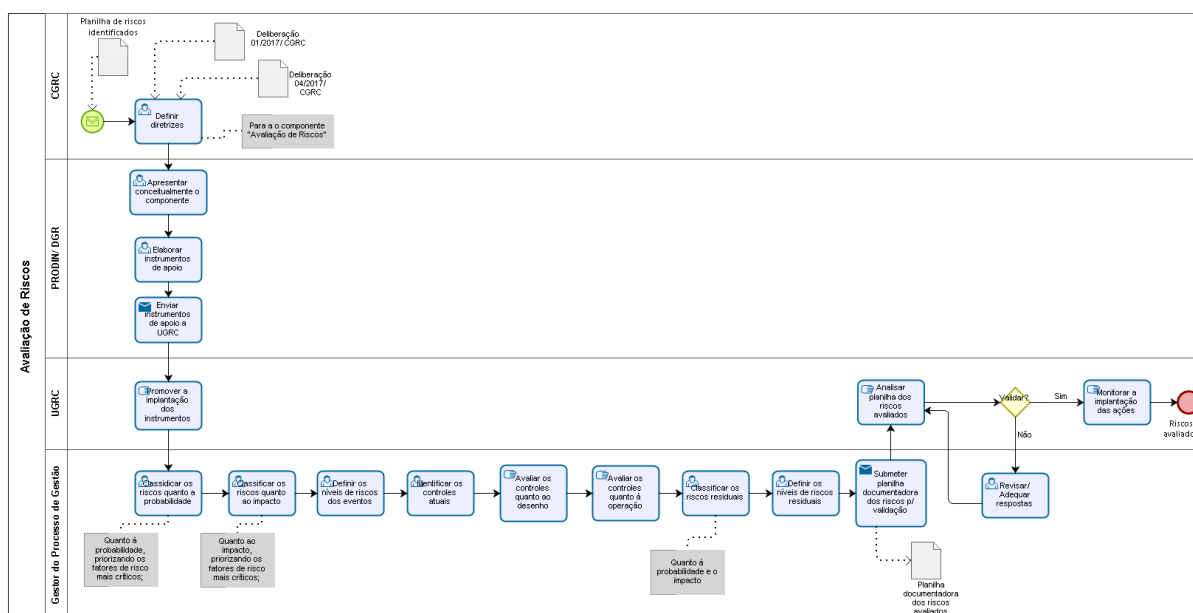 Avaliação de Riscos
CGRC
Planilha de riscos
identificados
Deliberação
01/2017/ CGRC
Deliberação
04/2017/
CGRC
Definir
diretrizes
Para a o componente
"Avaliação de Riscos"
PRODIN/ DGR
Apresentar
conceitualmente o
componente
Elaborar
instrumentos
de apoio
Enviar
instrumentos
de apoio a
UGRC
UGRC
Promover a
implantação
dos
instrumentos
Analisar
planilha dos
riscos
avaliados
Validar?
Sim
Não
Monitorar a
implantação
das ações
Riscos
avaliado
Gestor do Processo de Gestão
Classidicar os
riscos quanto a
probabilidade
Classificar os
riscos quanto
ao impacto
Definir os
níveis de riscos
dos eventos
Identificar os
controles
atuais
Avaliar os
controles
quanto ao
desenho
Avaliar os
controles
quanto á
operação
Classificar os
riscos residuais
Definir os
níveis de riscos
residuais
Submeter
planilha
documentadora
dos riscos p/
validação
Revisar/
Adequar
respostas
Quanto à
probabilidade,
priorizando os
fatores de risco
mais críticos;
Quanto ao
impacto,
priorizando os
fatores de risco
mais críticos;
Quanto à
probabilidade e o
impacto
Planilha
documentadora
dos riscos
avaliados